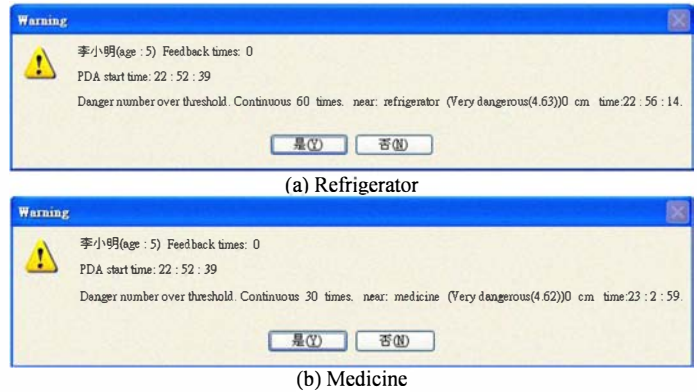 Warning
李小明(age : 5) Feedback times: 0
PDA start time: 22 : 52 : 39
Danger number over threshold. Continuous 60 times. near: refrigerator (Very dangerous(4.63))0 cm time:22 : 56 : 14.
是(Y) 否(N)
(a) Refrigerator
Warning
李小明(age : 5) Feedback times: 0
PDA start time: 22 : 52 : 39
Danger number over threshold. Continuous 30 times. near: medicine (Very dangerous(4.62))0 cm time:23 : 2 : 59.
是(Y) 否(N)
(b) Medicine